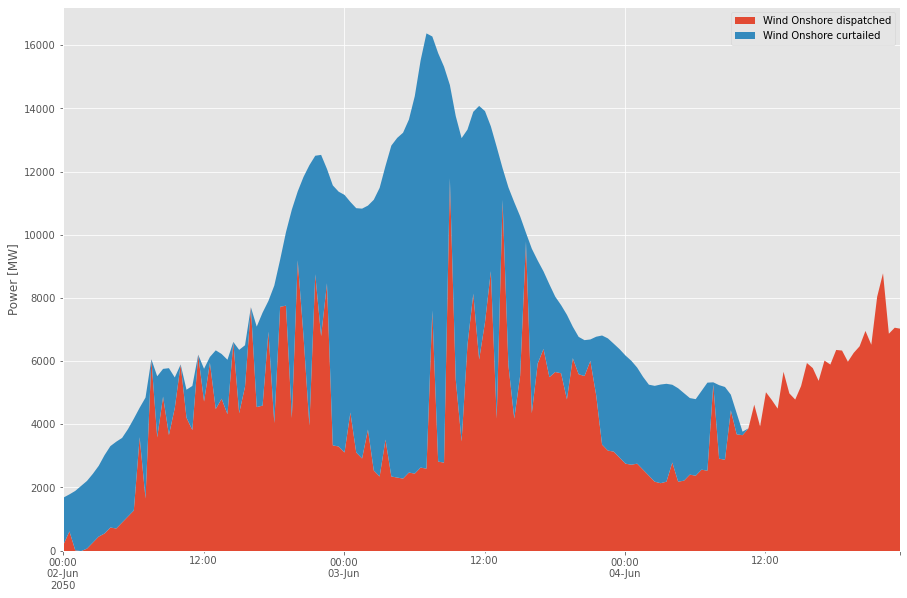 Wind Onshore dispatched
Wind Onshore curtailed
Power [MW]
16000
14000
12000
10000
8000
6000
4000
2000
0
00:00 12:00 00:00 12:00 00:00 12:00
02-Jun 03-Jun 04-Jun
2050